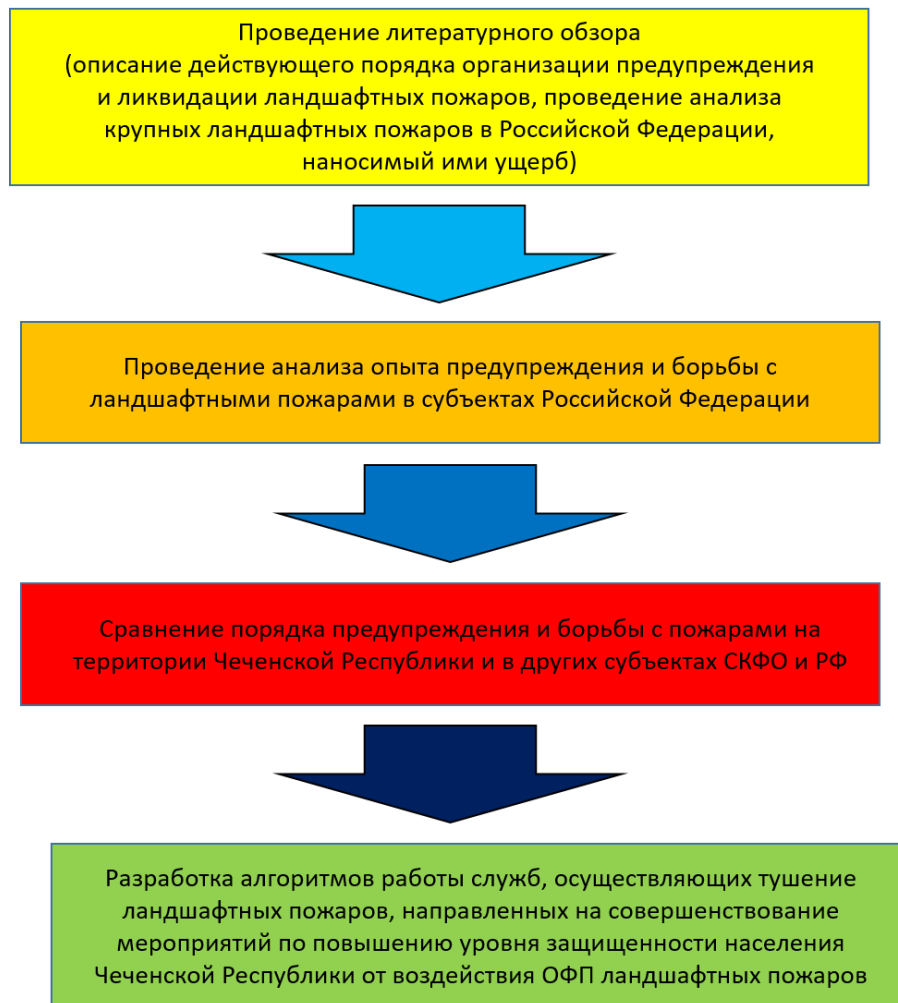 Проведение литературного обзора
(описание действующего порядка организации предупреждения
и ликвидации ландшафтных пожаров, проведение анализа
крупных ландшафтных пожаров в Российской Федерации,
наносимый ими ущерб)
Проведение анализа опыта предупреждения и борьбы с
ландшафтными пожарами в субъектах Российской Федерации
Сравнение порядка предупреждения и борьбы с пожарами на
территории Чеченской Республики и в других субъектах СКФО и РФ
Разработка алгоритмов работы служб, осуществляющих тушение
ландшафтных пожаров, направленных на совершенствование
мероприятий по повышению уровня защищенности населения
Чеченской Республики от воздействия ОФП ландшафтных пожаров